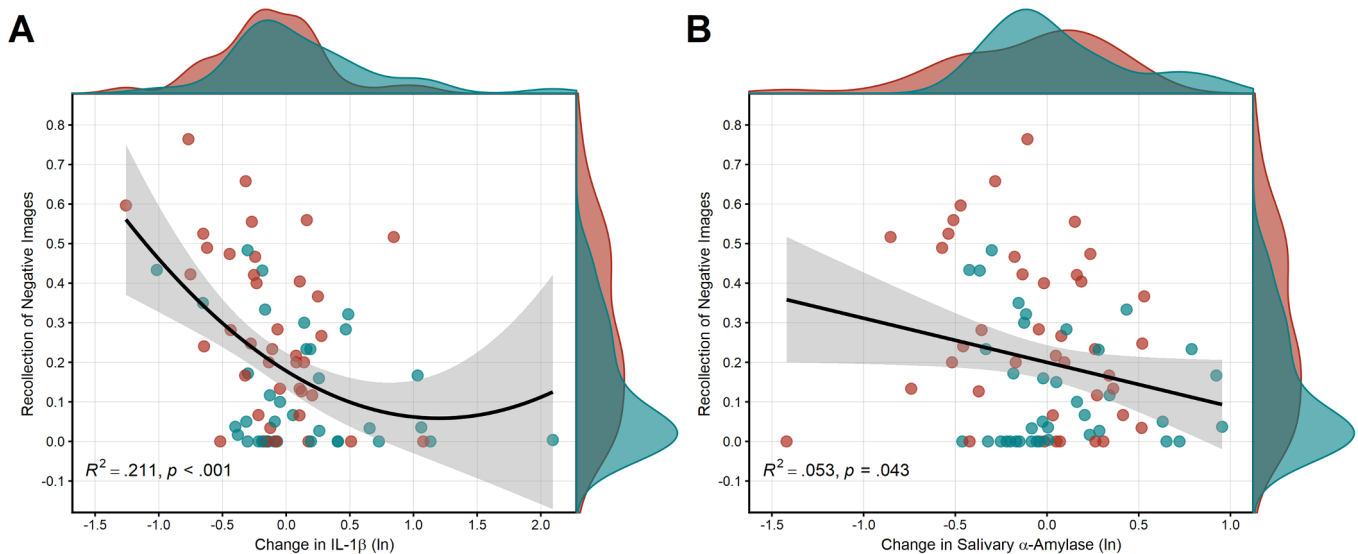 A
0.8
0.7
0.6
0.5
0.4
0.3
0.2
0.1
0.0
-0.1
Recollection of Negative Images
R² = .211, p < .001
-1.5 -1.0 -0.5 0.0 0.5 1.0 1.5 2.0
Change in IL-1β (ln)
B
0.8
0.7
0.6
0.5
0.4
0.3
0.2
0.1
0.0
-0.1
Recollection of Negative Images
R² = .053, p = .043
-1.5 -1.0 -0.5 0.0 0.5 1.0
Change in Salivary α-Amylase (ln)